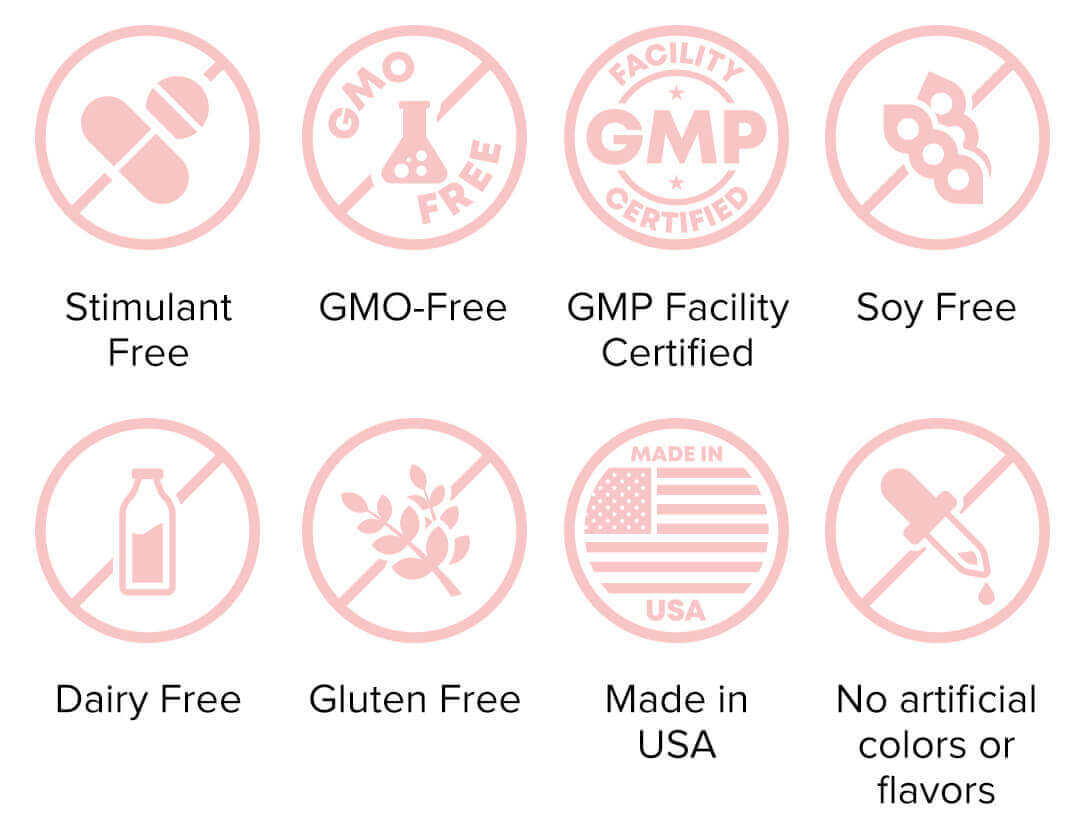 GMO
FREE
FACILITY
GMP
CERTIFIED
Stimulant
Free
GMO-Free
GMP Facility
Certified
Soy Free
MADE IN
USA
Dairy Free
Gluten Free
Made in
USA
No artificial
colors or
flavors